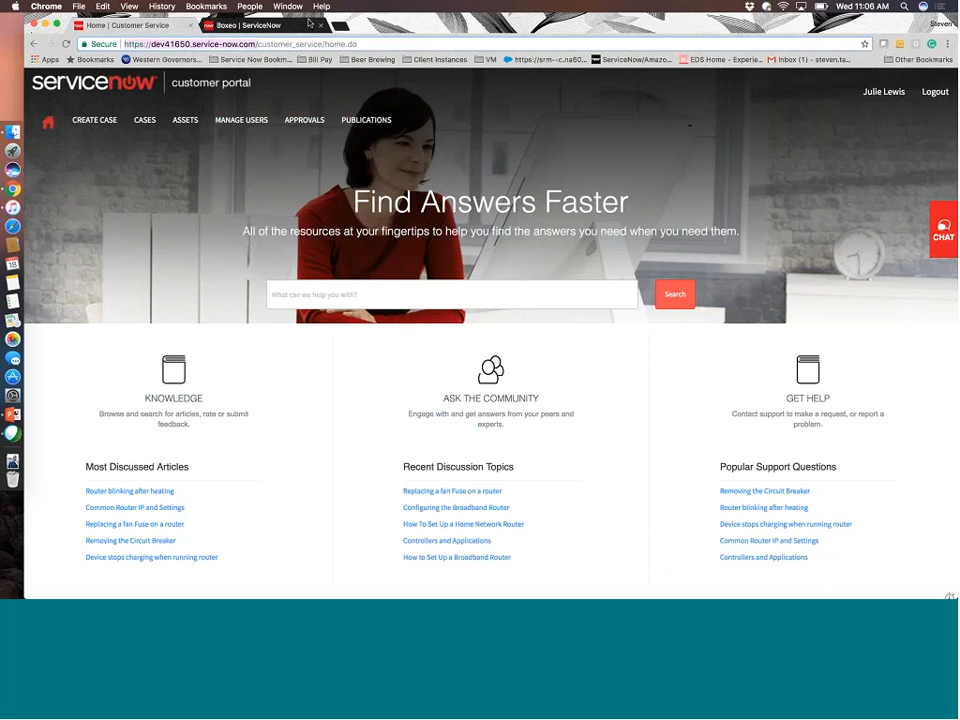 Chrome File Edit View History Bookmarks People Window Help Wed 11:06 AM
Home | Customer Service × Boxeo | ServiceNow × Steven
Secure https://dev41650.service-now.com/customer_service/home.do
Apps Bookmarks Western Governors... Service Now Bookm... Bill Pay Beer Brewing Client Instances VM https://srm--c.na60... ServiceNow/Amazo... EDS Home - Experie... Inbox (1) - steven.ta... Other Bookmarks
servicenow customer portal
Julie Lewis Logout
CREATE CASE CASES ASSETS MANAGE USERS APPROVALS PUBLICATIONS
Find Answers Faster
All of the resources at your fingertips to help you find the answers you need when you need them.
CHAT
What can we help you with? Search
KNOWLEDGE
Browse and search for articles, rate or submit
feedback.
Most Discussed Articles
Router blinking after heating
Common Router IP and Settings
Replacing a fan Fuse on a router
Removing the Circuit Breaker
Device stops charging when running router
ASK THE COMMUNITY
Engage with and get answers from your peers and
experts.
Recent Discussion Topics
Replacing a fan Fuse on a router
Configuring the Broadband Router
How To Set Up a Home Network Router
Controllers and Applications
How to Set Up a Broadband Router
GET HELP
Contact support to make a request, or report a
problem.
Popular Support Questions
Removing the Circuit Breaker
Router blinking after heating
Device stops charging when running router
Common Router IP and Settings
Controllers and Applications
18